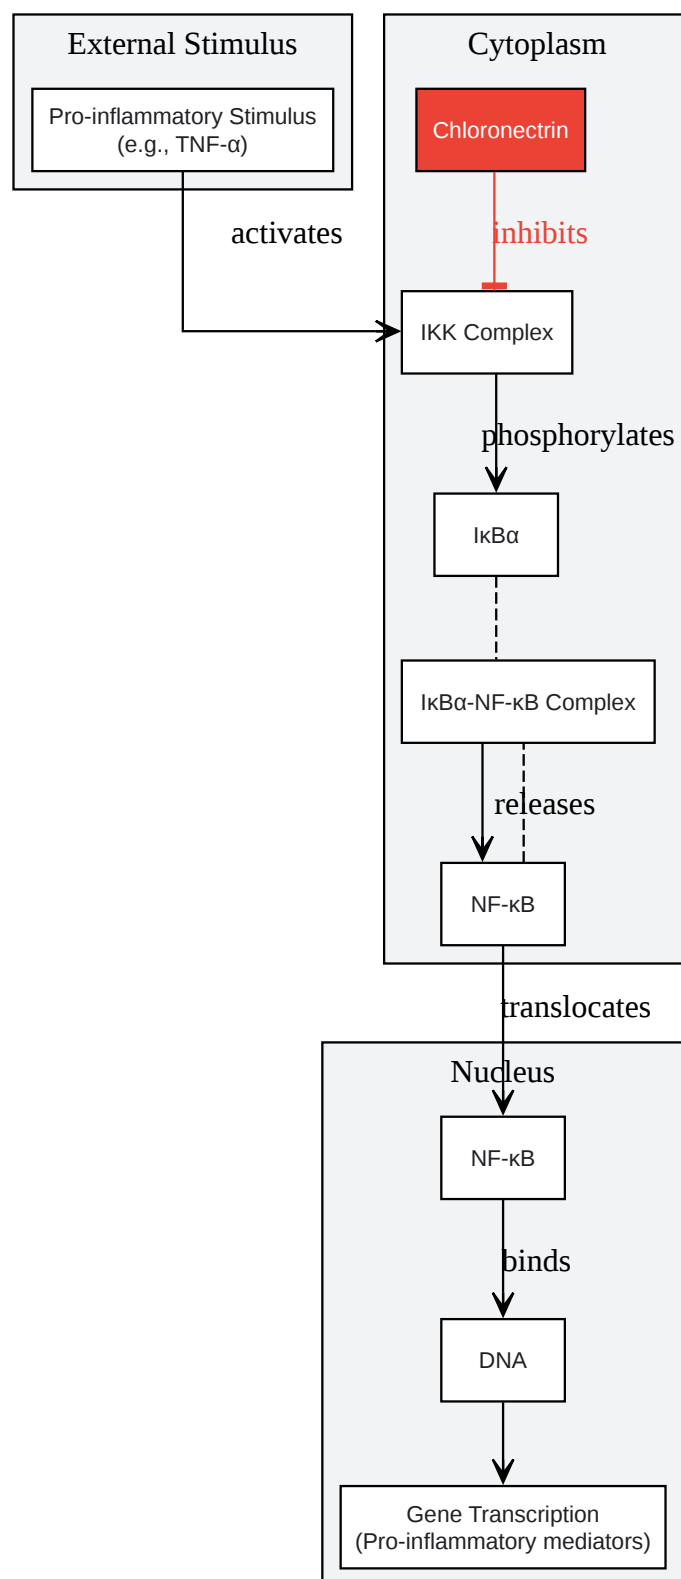 External Stimulus
Pro-inflammatory Stimulus
(e.g., TNF-α)
activates
Cytoplasm
Chloronectrin
inhibits
IKK Complex
phosphorylates
IκBα
IκBα-NF-κB Complex
releases
NF-κB
translocates
Nucleus
NF-κB
binds
DNA
Gene Transcription
(Pro-inflammatory mediators)